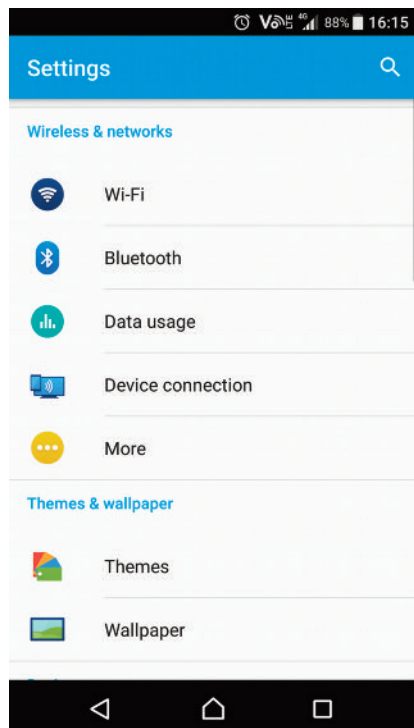 88% 16:15
Settings
Wireless & networks
Wi-Fi
Bluetooth
Data usage
Device connection
More
Themes & wallpaper
Themes
Wallpaper